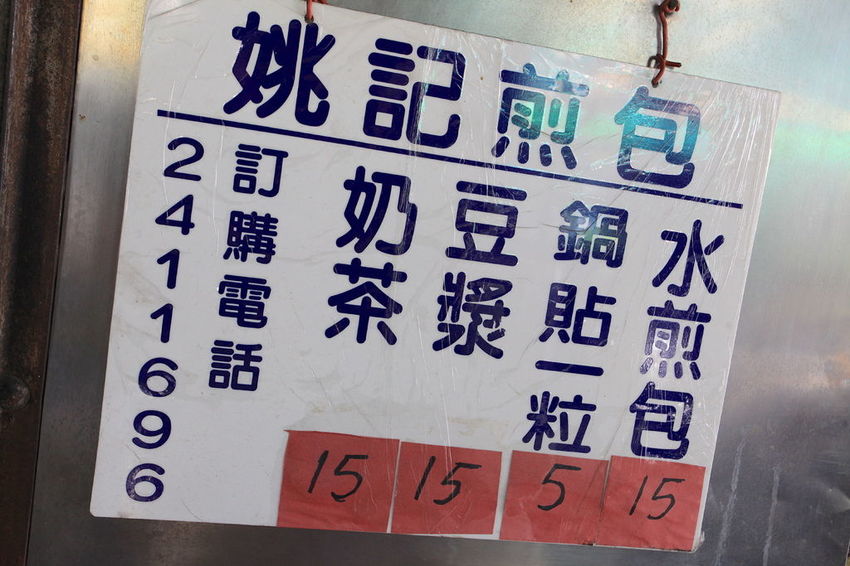 姚記煎包
水煎包 15
鍋貼一粒 5
豆漿 15
奶茶 15
訂購電話
2411696